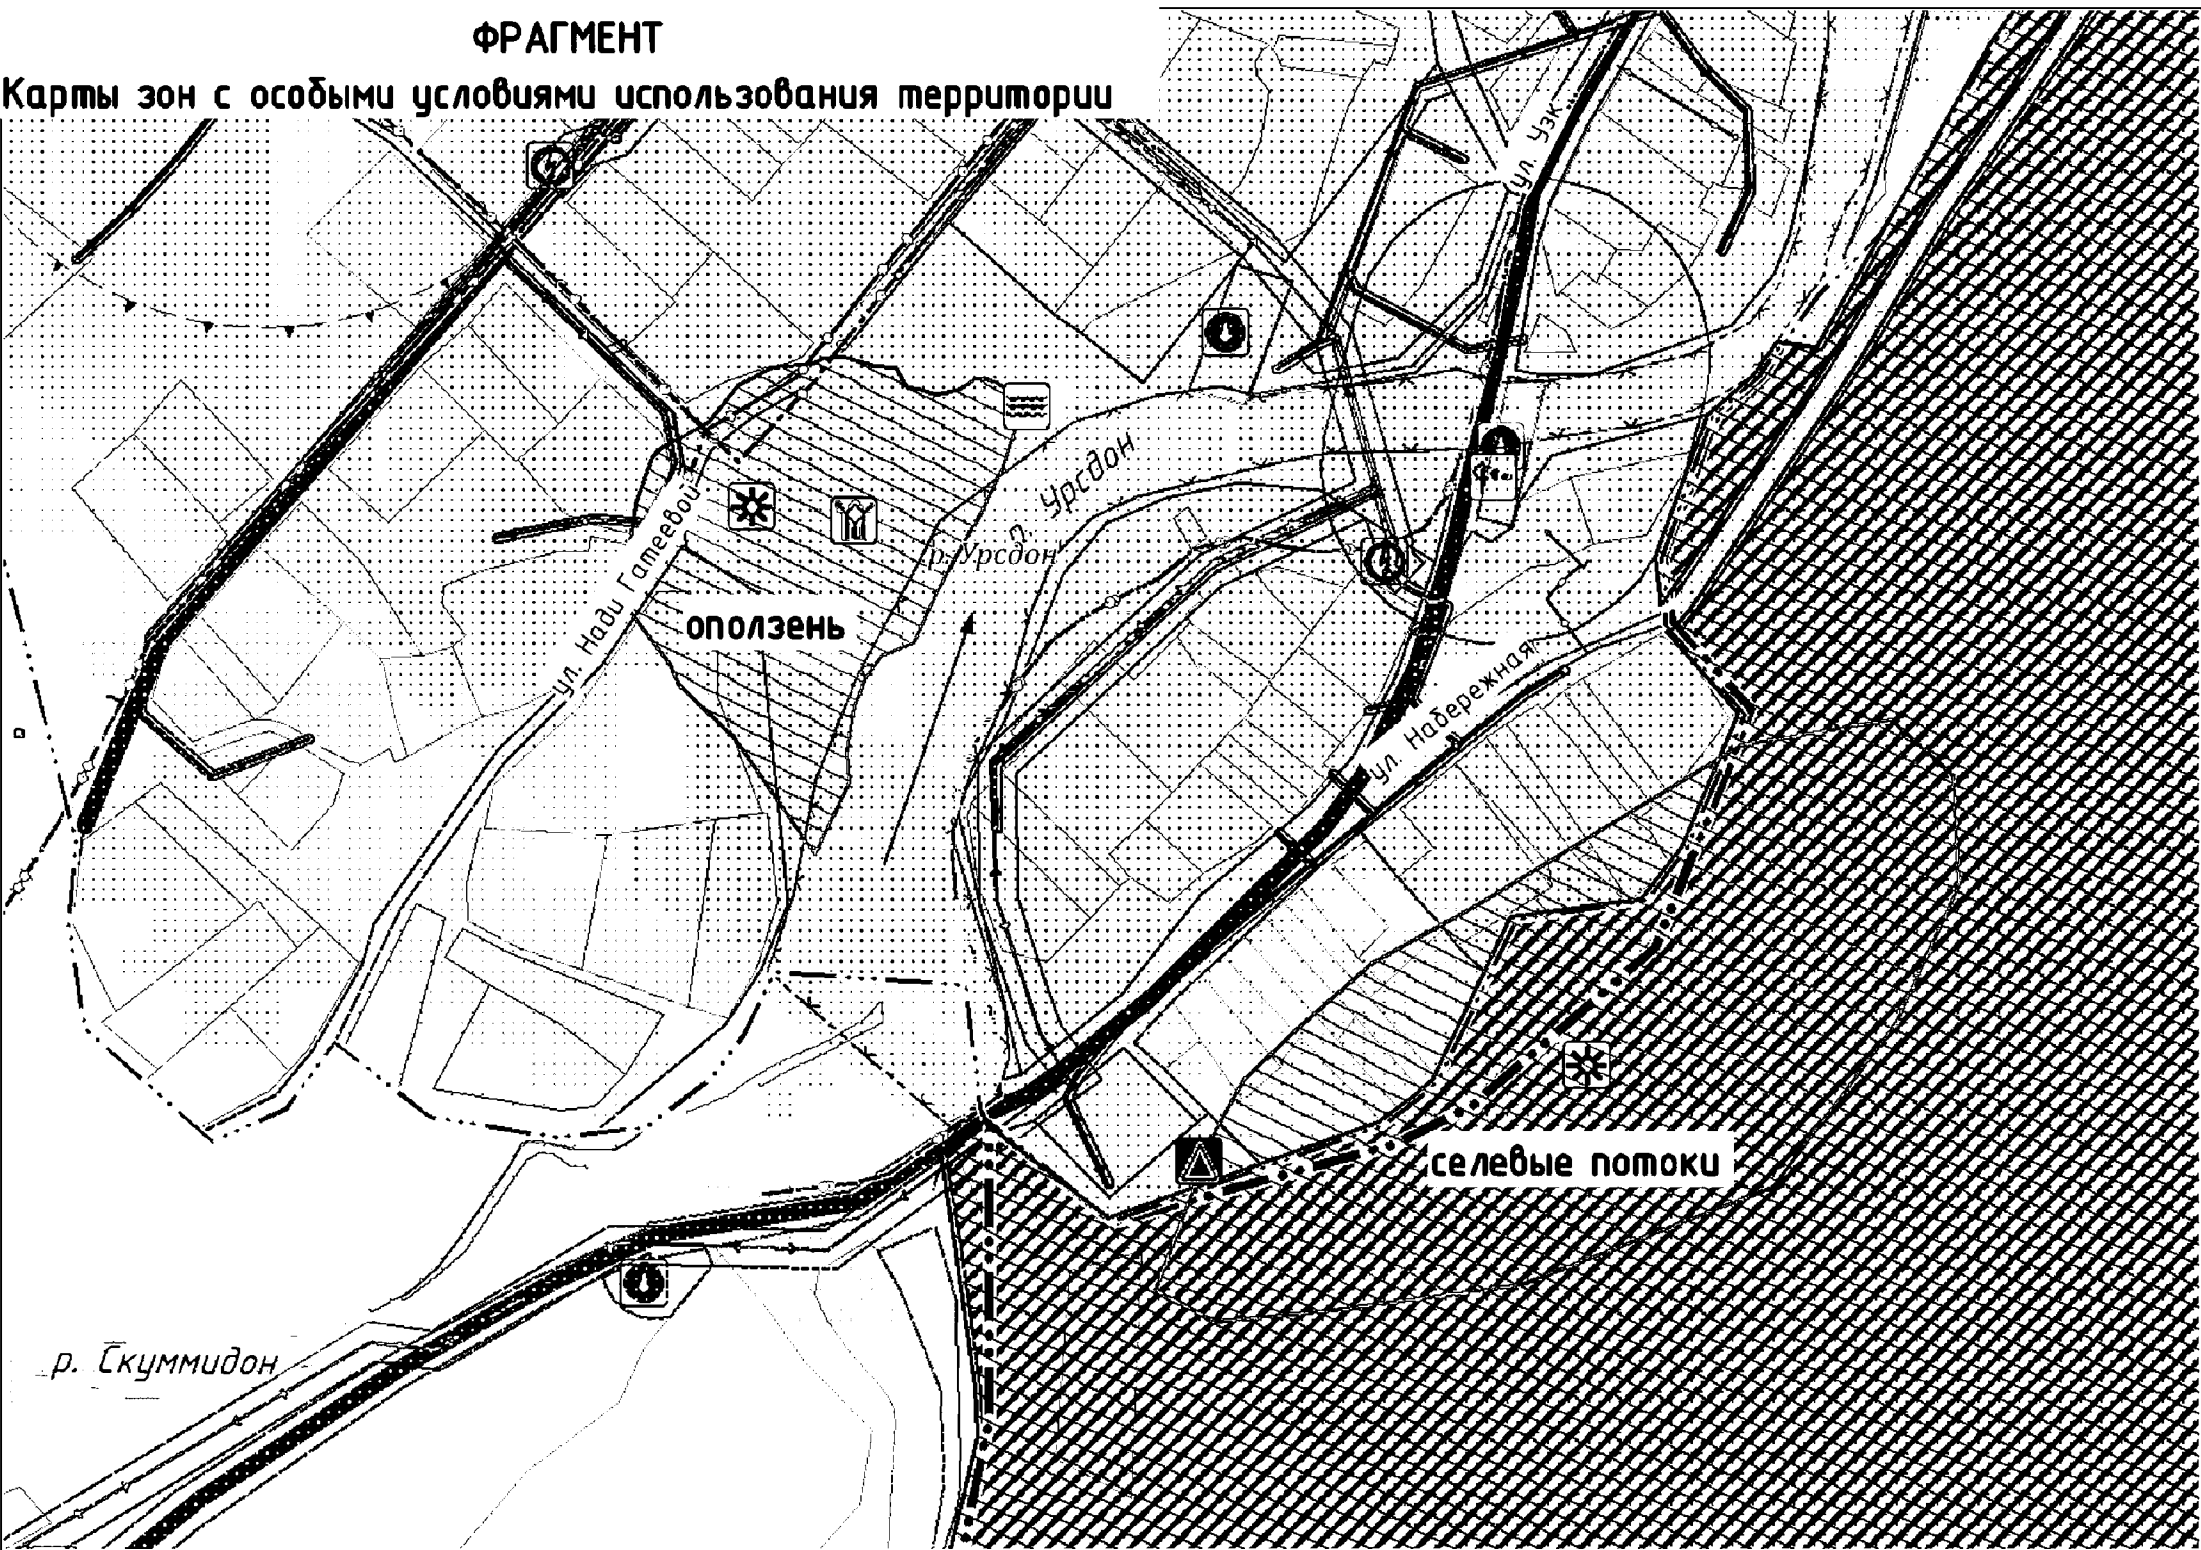 ФРАГМЕНТ
Карты зон с особыми условиями использования территории
ул. Узк.
р. Урсдон
р. Урсдон
ул. Нади Гатеевой
оползень
ул. Набережная
селевые потоки
р. Скуммидон